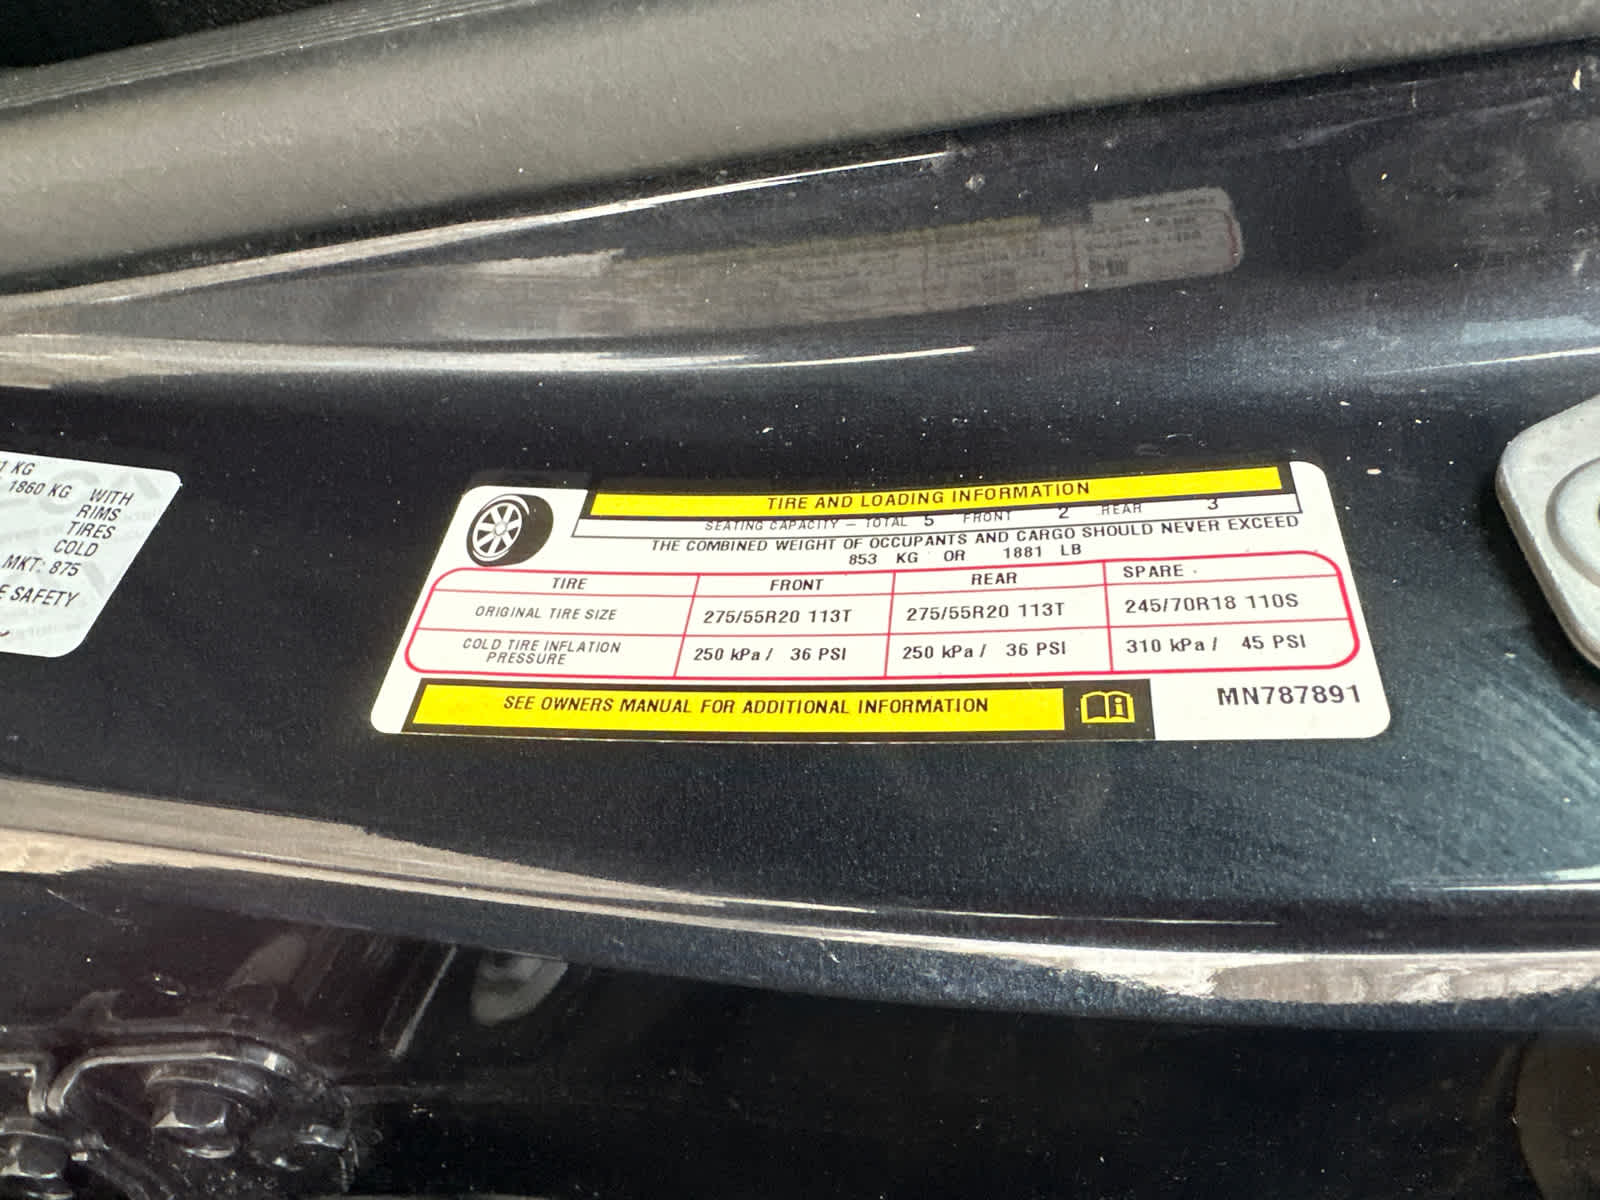 1 KG
1860 KG WITH
RIMS
TIRES
COLD
MKT: 875
E SAFETY
TIRE AND LOADING INFORMATION
SEATING CAPACITY – TOTAL 5 FRONT 2 REAR 3
THE COMBINED WEIGHT OF OCCUPANTS AND CARGO SHOULD NEVER EXCEED
853 KG OR 1881 LB
TIRE FRONT REAR SPARE
ORIGINAL TIRE SIZE 275/55R20 113T 275/55R20 113T 245/70R18 110S
COLD TIRE INFLATION
PRESSURE 250 kPa / 36 PSI 250 kPa / 36 PSI 310 kPa / 45 PSI
SEE OWNERS MANUAL FOR ADDITIONAL INFORMATION
MN787891